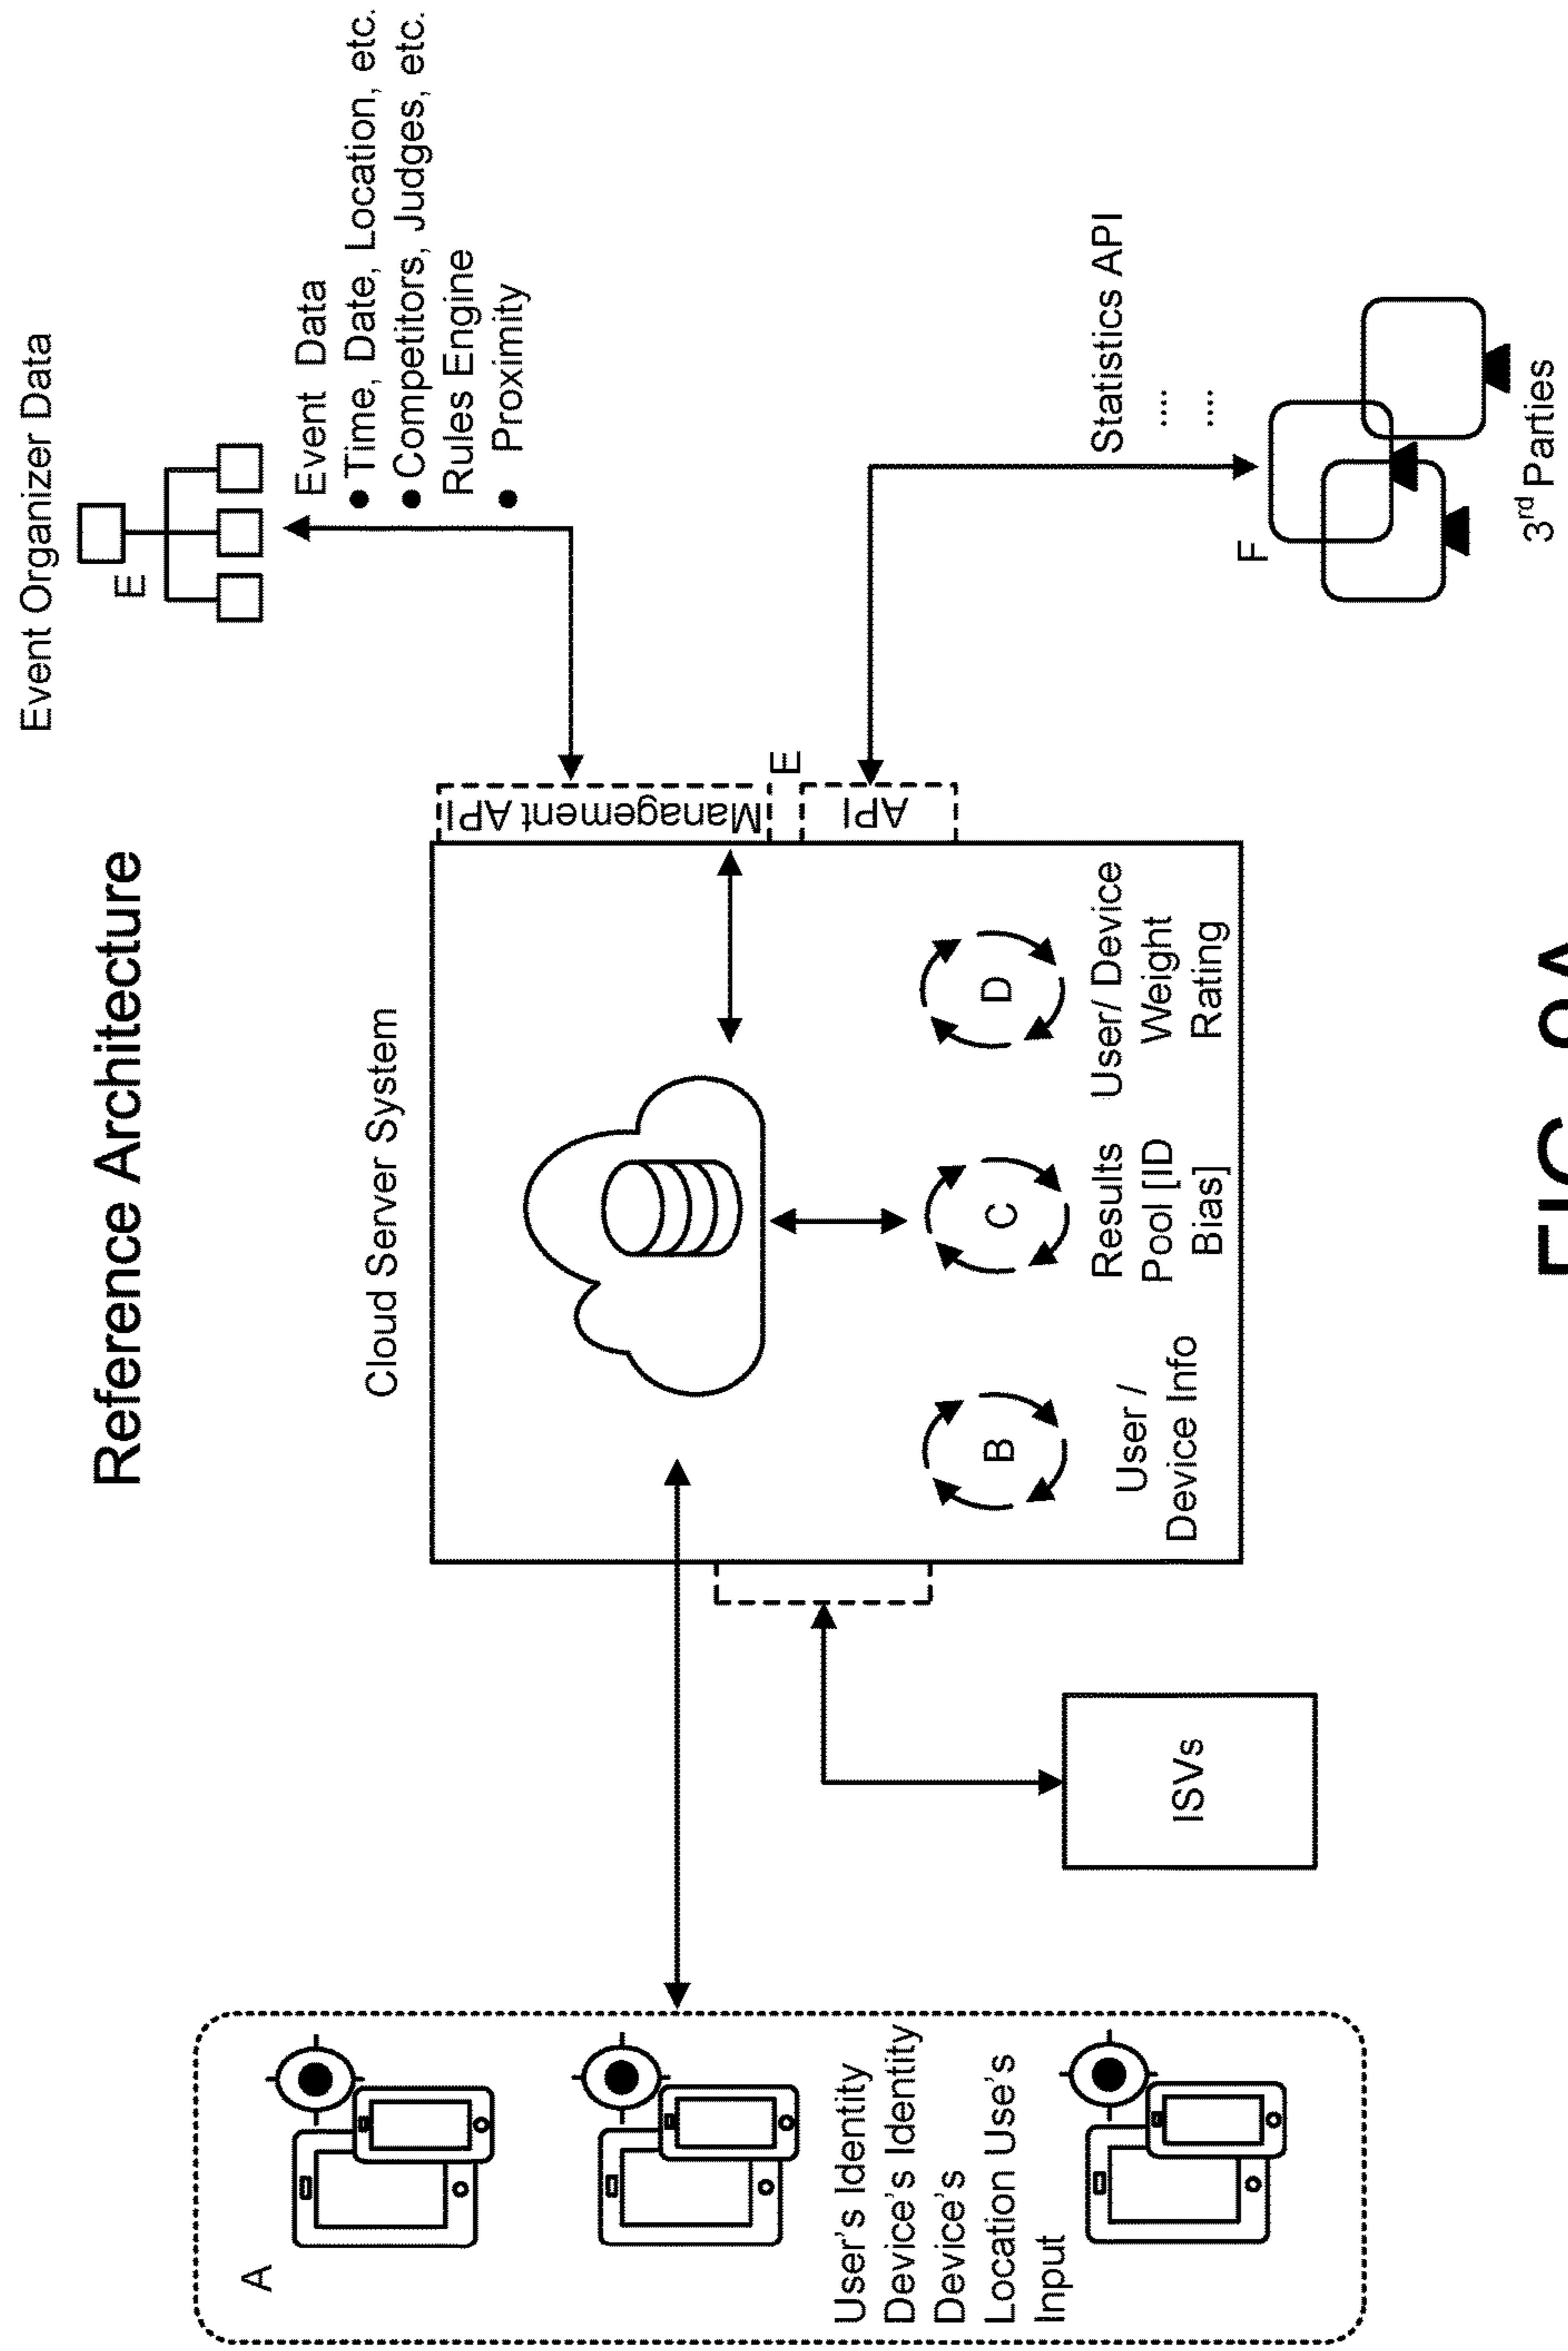 Reference Architecture
Event Organizer Data
E
Event Data
● Time, Date, Location, etc.
● Competitors, Judges, etc.
Rules Engine
● Proximity
Cloud Server System
Management API
E
API
A
User's Identity
Device's Identity
Device's
Location Use's
Input
ISVs
B
User /
Device Info
C
Results
Pool [ID
Bias]
D
User/ Device
Weight
Rating
Statistics API
....
....
F
3rd Parties